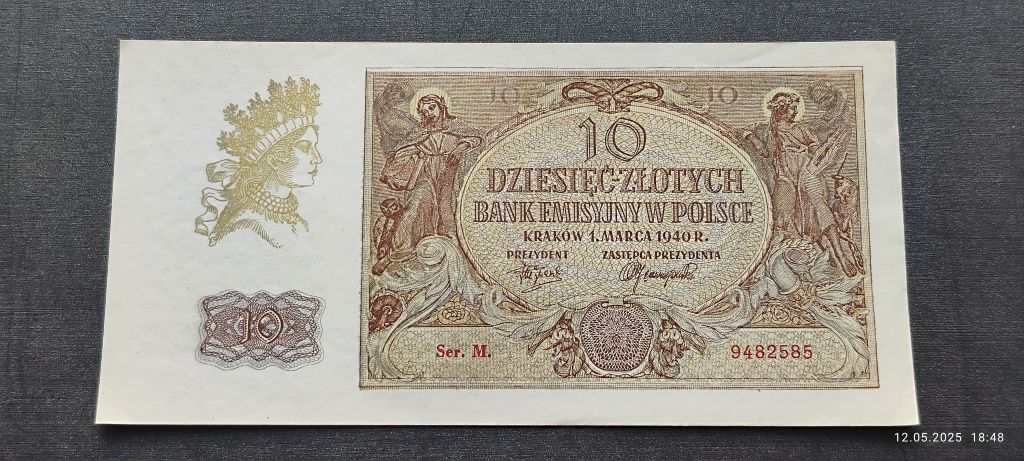 10 10
10
DZIESIĘĆ·ZŁOTYCH
BANK EMISYJNY W POLSCE
KRAKÓW 1. MARCA 1940 R.
PREZYDENT ZASTĘPCA PREZYDENTA
10
Ser. M. 9482585
12.05.2025 18:48